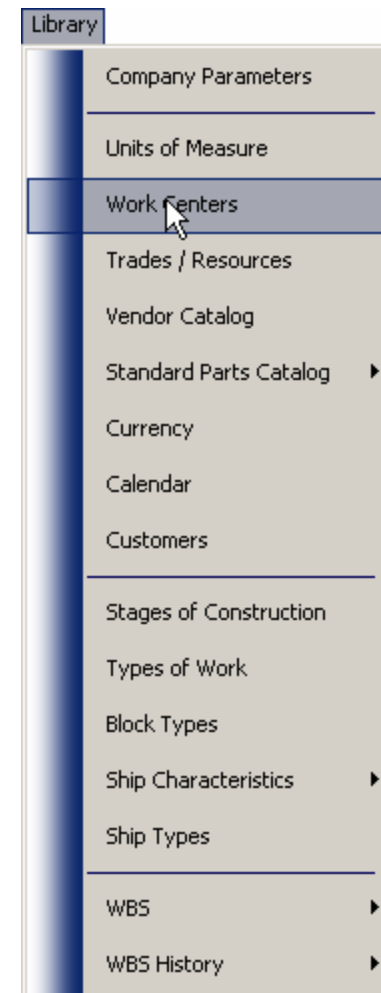 Library
Company Parameters
Units of Measure
Work Centers
Trades / Resources
Vendor Catalog
Standard Parts Catalog
Currency
Calendar
Customers
Stages of Construction
Types of Work
Block Types
Ship Characteristics
Ship Types
WBS
WBS History